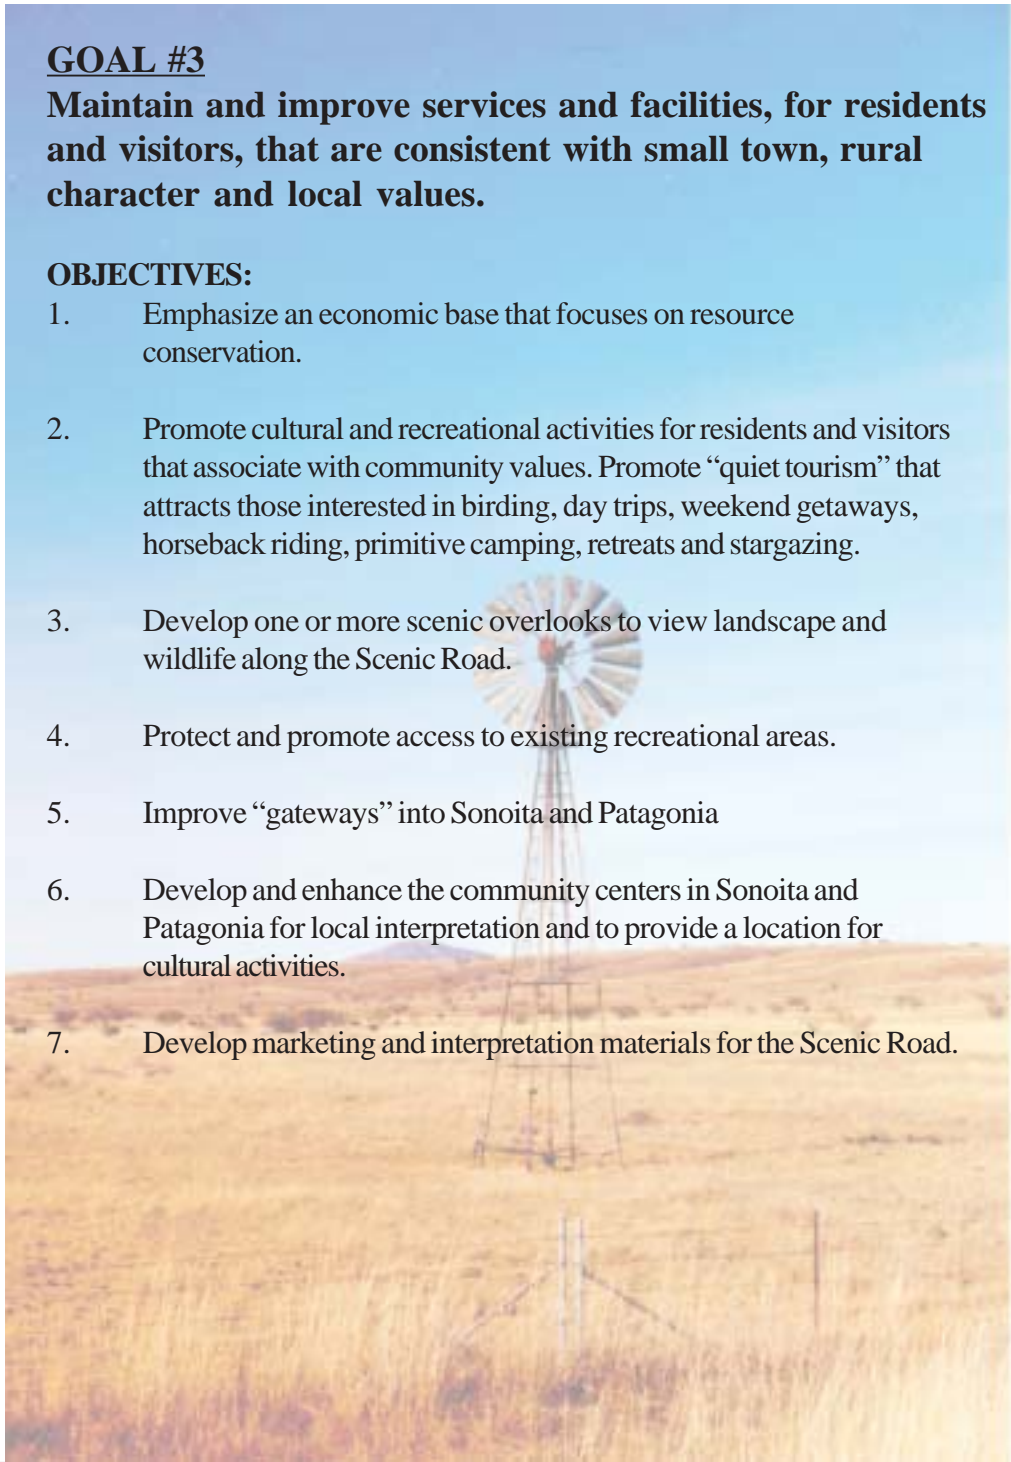 GOAL #3
Maintain and improve services and facilities, for residents
and visitors, that are consistent with small town, rural
character and local values.
OBJECTIVES:
1. Emphasize an economic base that focuses on resource
conservation.
2. Promote cultural and recreational activities for residents and visitors
that associate with community values. Promote “quiet tourism” that
attracts those interested in birding, day trips, weekend getaways,
horseback riding, primitive camping, retreats and stargazing.
3. Develop one or more scenic overlooks to view landscape and
wildlife along the Scenic Road.
4. Protect and promote access to existing recreational areas.
5. Improve “gateways” into Sonoita and Patagonia
6. Develop and enhance the community centers in Sonoita and
Patagonia for local interpretation and to provide a location for
cultural activities.
7. Develop marketing and interpretation materials for the Scenic Road.